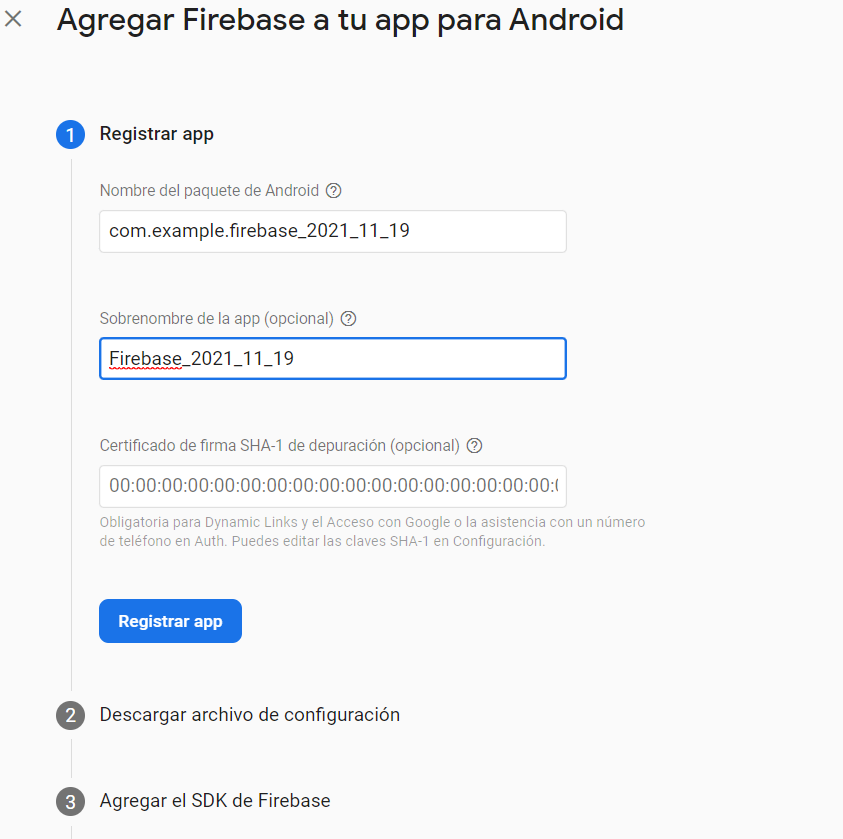 Agregar Firebase a tu app para Android
1 Registrar app
Nombre del paquete de Android ?
com.example.firebase_2021_11_19
Sobrenombre de la app (opcional) ?
Firebase_2021_11_19
Certificado de firma SHA-1 de depuración (opcional) ?
00:00:00:00:00:00:00:00:00:00:00:00:00:00:00:00:00:
Obligatoria para Dynamic Links y el Acceso con Google o la asistencia con un número
de teléfono en Auth. Puedes editar las claves SHA-1 en Configuración.
Registrar app
2 Descargar archivo de configuración
3 Agregar el SDK de Firebase